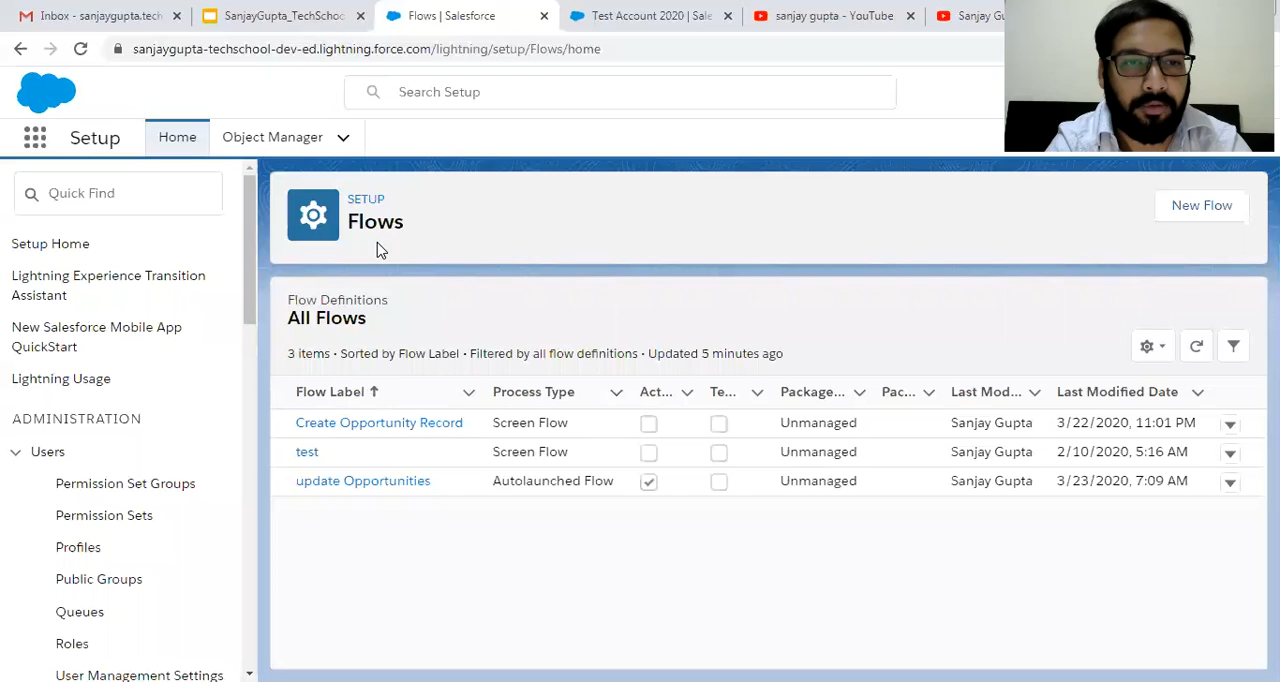 Inbox - sanjaygupta.tech
SanjayGupta_TechSchoo
Flows | Salesforce
Test Account 2020 | Sale
sanjay gupta - YouTube
Sanjay Gu
sanjaygupta-techschool-dev-ed.lightning.force.com/lightning/setup/Flows/home
Search Setup
Setup
Home
Object Manager
Quick Find
Setup Home
Lightning Experience Transition
Assistant
New Salesforce Mobile App
QuickStart
Lightning Usage
ADMINISTRATION
Users
Permission Set Groups
Permission Sets
Profiles
Public Groups
Queues
Roles
User Management Settings
SETUP
Flows
New Flow
Flow Definitions
All Flows
3 items • Sorted by Flow Label • Filtered by all flow definitions • Updated 5 minutes ago
Flow Label ↑ Process Type Act... Te... Package... Pac... Last Mod... Last Modified Date
Create Opportunity Record Screen Flow Unmanaged Sanjay Gupta 3/22/2020, 11:01 PM
test Screen Flow Unmanaged Sanjay Gupta 2/10/2020, 5:16 AM
update Opportunities Autolaunched Flow Unmanaged Sanjay Gupta 3/23/2020, 7:09 AM